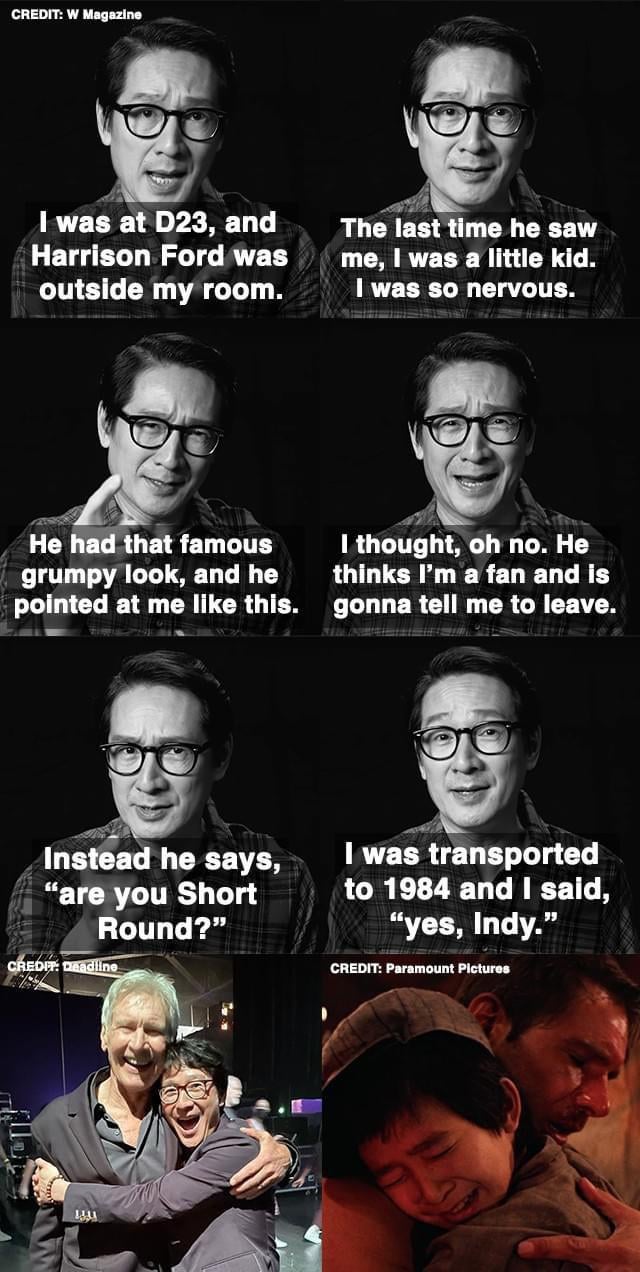 CREDIT: W Magazine
I was at D23, and
Harrison Ford was
outside my room.
The last time he saw
me, I was a little kid.
I was so nervous.
He had that famous
grumpy look, and he
pointed at me like this.
I thought, oh no. He
thinks I'm a fan and is
gonna tell me to leave.
Instead he says,
“are you Short
Round?”
I was transported
to 1984 and I said,
“yes, Indy.”
CREDIT: Deadline
CREDIT: Paramount Pictures